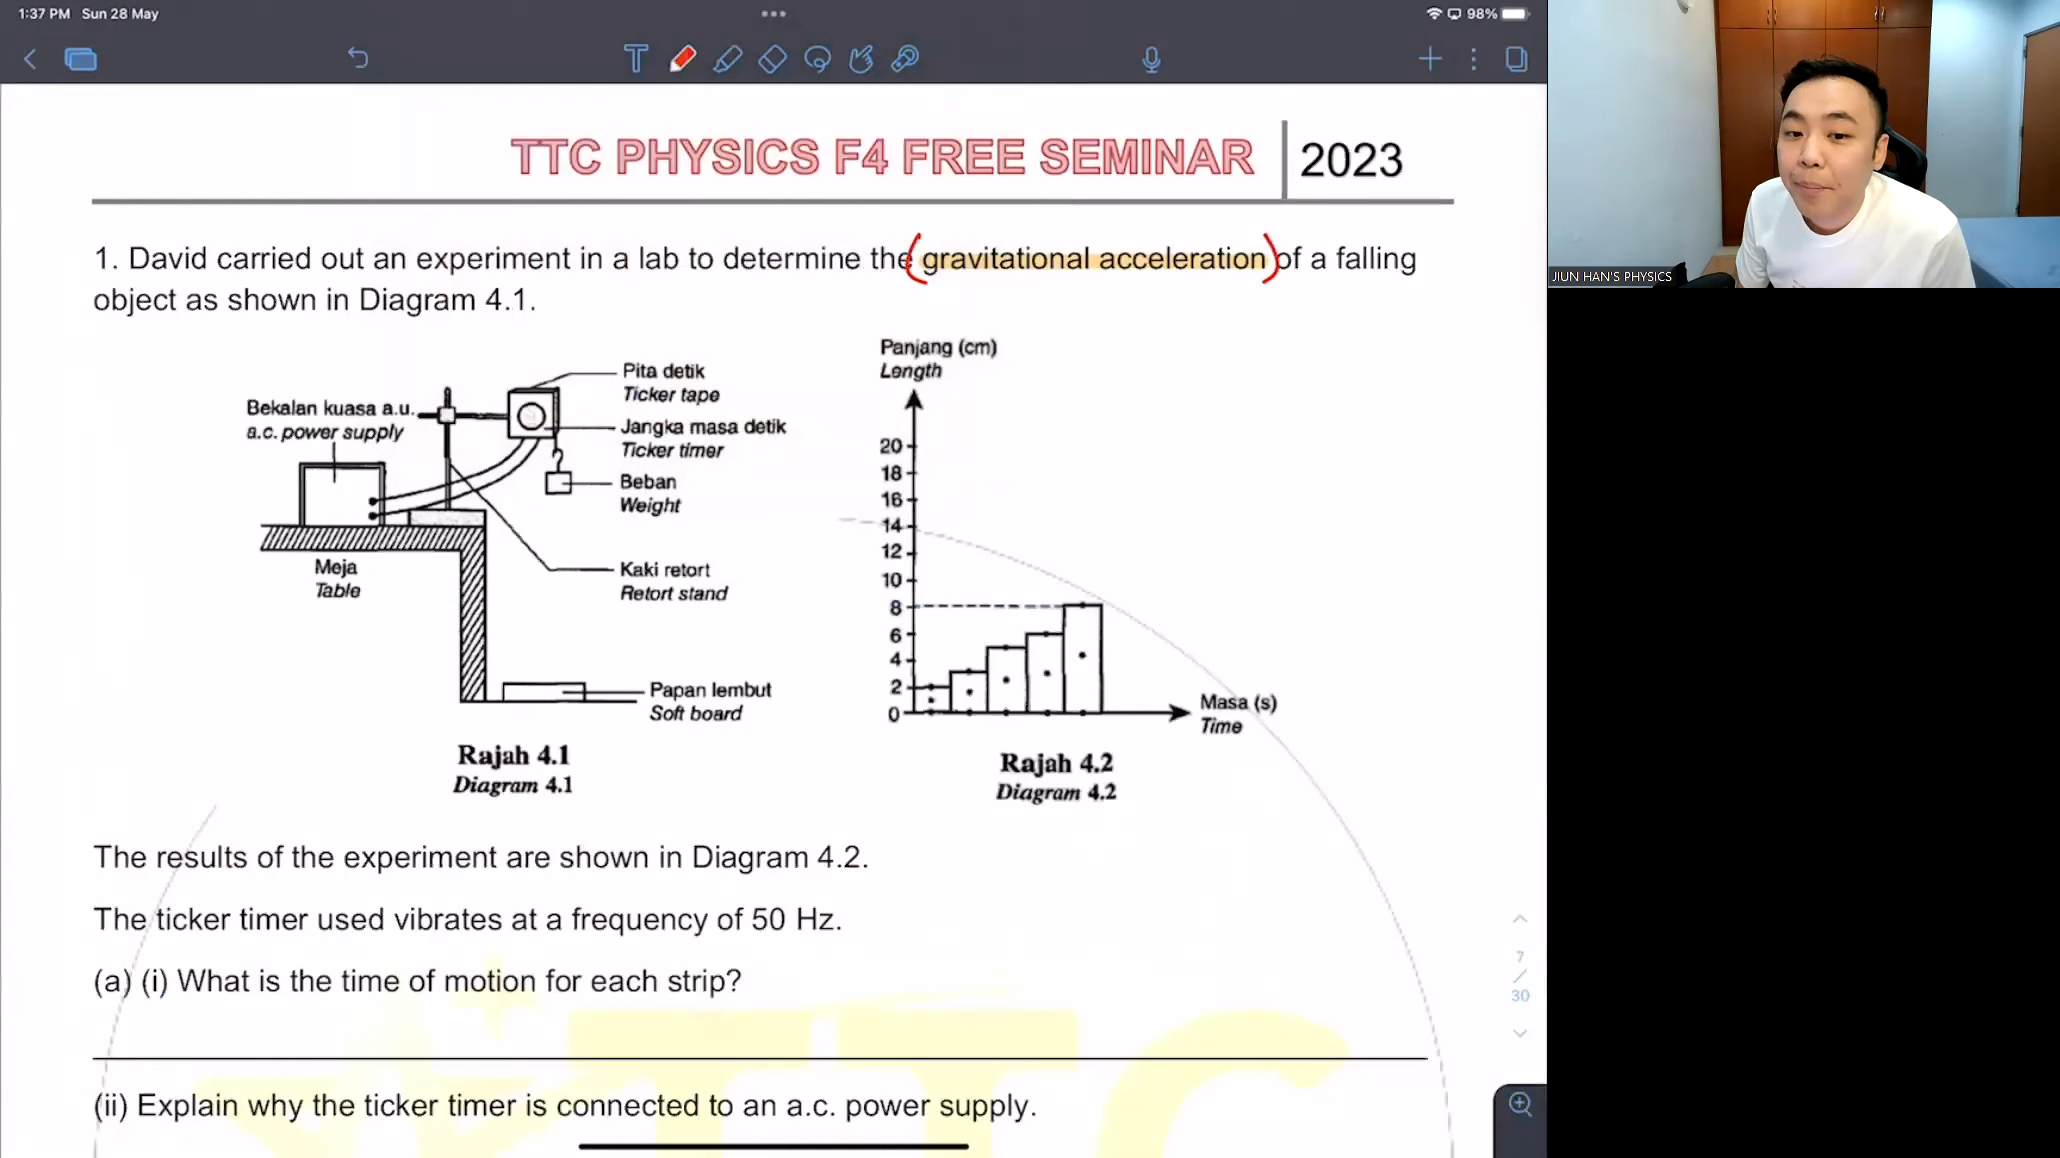 1:37 PM Sun 28 May
98%
TTC PHYSICS F4 FREE SEMINAR 2023
1. David carried out an experiment in a lab to determine the (gravitational acceleration) of a falling
object as shown in Diagram 4.1.
Pita detik
Ticker tape
Bekalan kuasa a.u.
a.c. power supply
Jangka masa detik
Ticker timer
Beban
Weight
Meja
Table
Kaki retort
Retort stand
Papan lembut
Soft board
Rajah 4.1
Diagram 4.1
Panjang (cm)
Length
20
18
16
14
12
10
8
6
4
2
0
Masa (s)
Time
Rajah 4.2
Diagram 4.2
The results of the experiment are shown in Diagram 4.2.
The ticker timer used vibrates at a frequency of 50 Hz.
(a) (i) What is the time of motion for each strip?
(ii) Explain why the ticker timer is connected to an a.c. power supply.
7
/
30
TTC
JIUN HAN'S PHYSICS